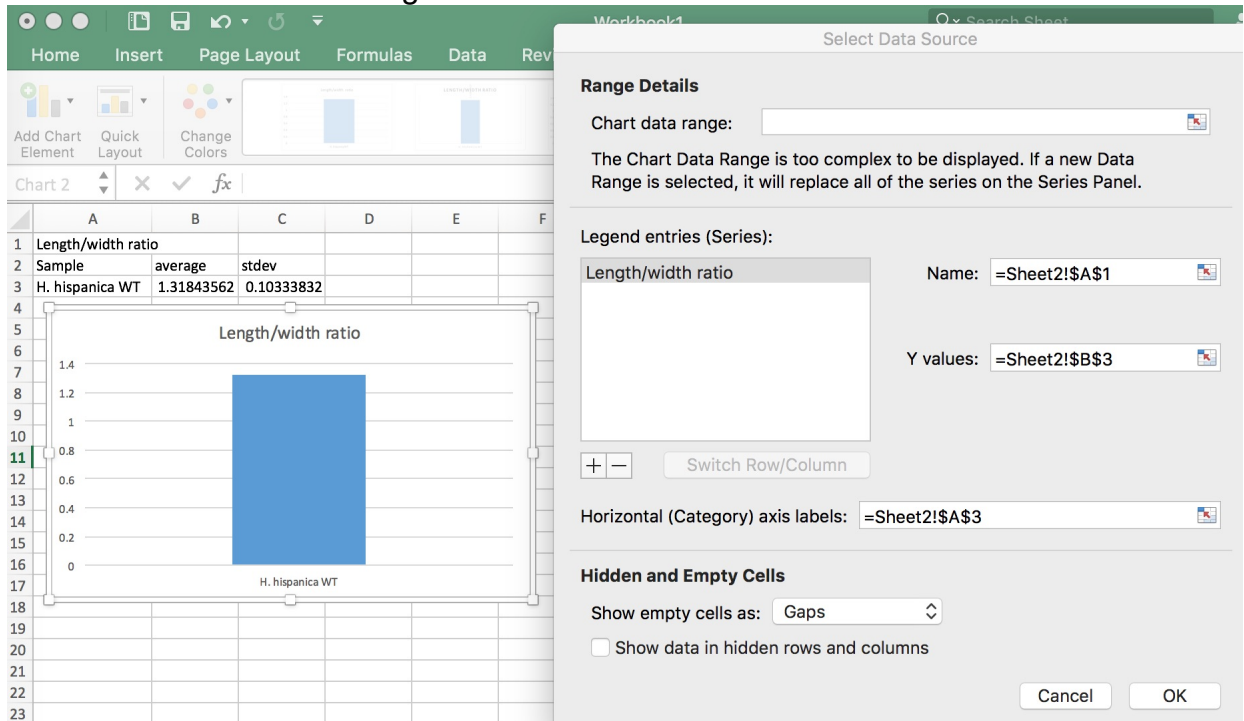 Workbook1
Search Sheet
Home Insert Page Layout Formulas Data Rev
Add Chart Element
Quick Layout
Change Colors
Chart 2
fx
A B C D E F
1 Length/width ratio
2 Sample average stdev
3 H. hispanica WT 1.31843562 0.10333832
4
5
6
7
8
9
10
11
12
13
14
15
16
17
18
19
20
21
22
23
Length/width ratio
1.4
1.2
1
0.8
0.6
0.4
0.2
0
H. hispanica WT
Select Data Source
Range Details
Chart data range:
The Chart Data Range is too complex to be displayed. If a new Data
Range is selected, it will replace all of the series on the Series Panel.
Legend entries (Series):
Length/width ratio
Name: =Sheet2!$A$1
Y values: =Sheet2!$B$3
Switch Row/Column
Horizontal (Category) axis labels: =Sheet2!$A$3
Hidden and Empty Cells
Show empty cells as: Gaps
Show data in hidden rows and columns
Cancel OK